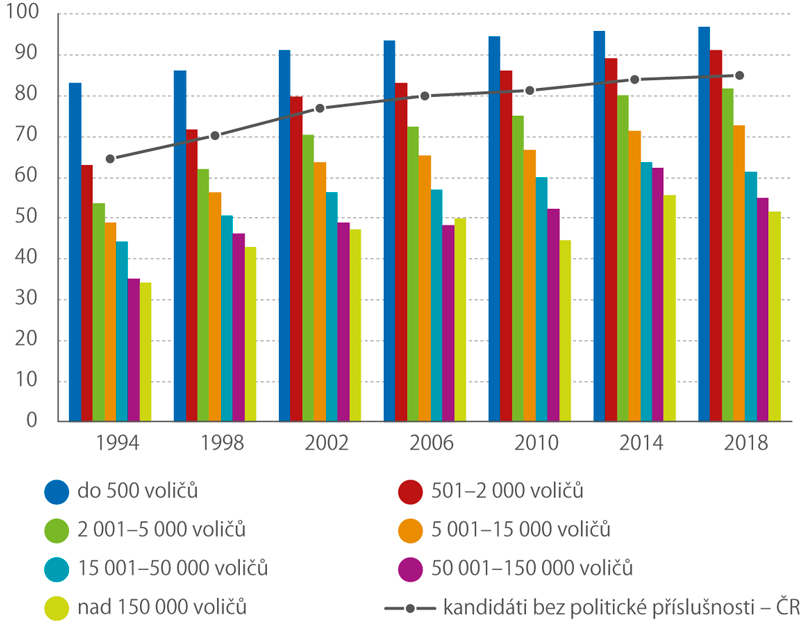 100
90
80
70
60
50
40
30
20
10
0
1994 1998 2002 2006 2010 2014 2018
do 500 voličů 501–2 000 voličů
2 001–5 000 voličů 5 001–15 000 voličů
15 001–50 000 voličů 50 001–150 000 voličů
nad 150 000 voličů kandidáti bez politické příslušnosti – ČR